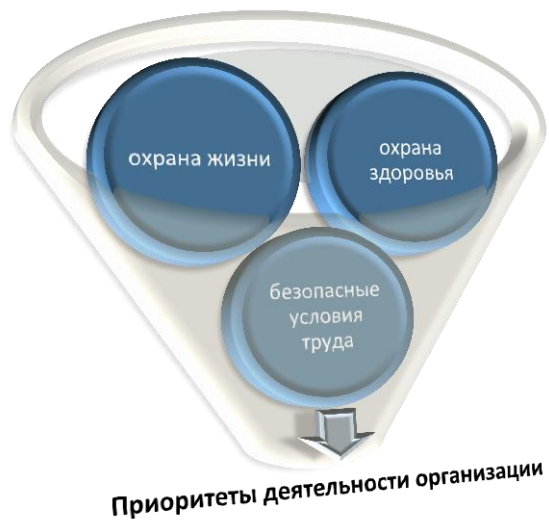 охрана жизни
охрана
здоровья
безопасные
условия
труда
Приоритеты деятельности организации